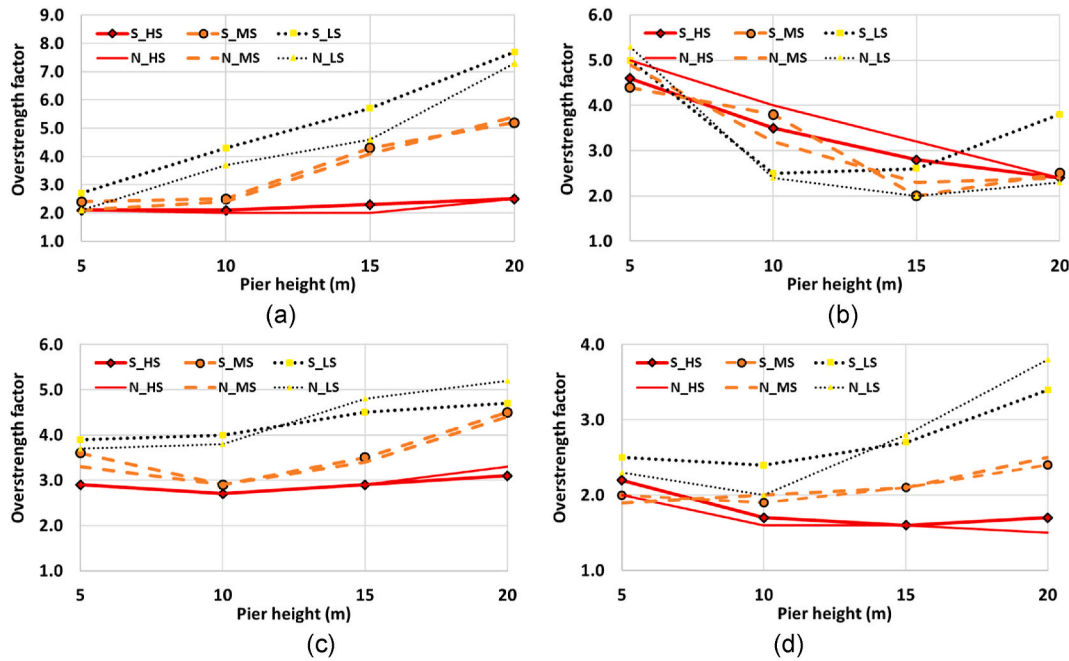 9.0
8.0
7.0
6.0
5.0
4.0
3.0
2.0
1.0
Overstrength factor
S_HS S_MS S_LS
N_HS N_MS N_LS
5 10 15 20
Pier height (m)
(a)
6.0
5.0
4.0
3.0
2.0
1.0
Overstrength factor
S_HS S_MS S_LS
N_HS N_MS N_LS
5 10 15 20
Pier height (m)
(b)
6.0
5.0
4.0
3.0
2.0
1.0
Overstrength factor
S_HS S_MS S_LS
N_HS N_MS N_LS
5 10 15 20
Pier height (m)
(c)
4.0
3.0
2.0
1.0
Overstrength factor
S_HS S_MS S_LS
N_HS N_MS N_LS
5 10 15 20
Pier height (m)
(d)